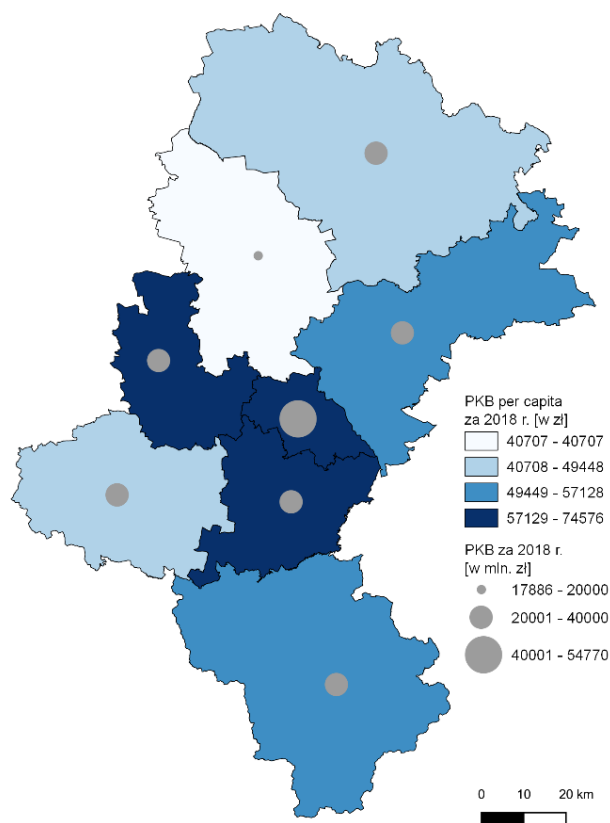 PKB per capita
za 2018 r. [w zł]
40707 - 40707
40708 - 49448
49449 - 57128
57129 - 74576
PKB za 2018 r.
[w mln. zł]
17886 - 20000
20001 - 40000
40001 - 54770
0 10 20 km